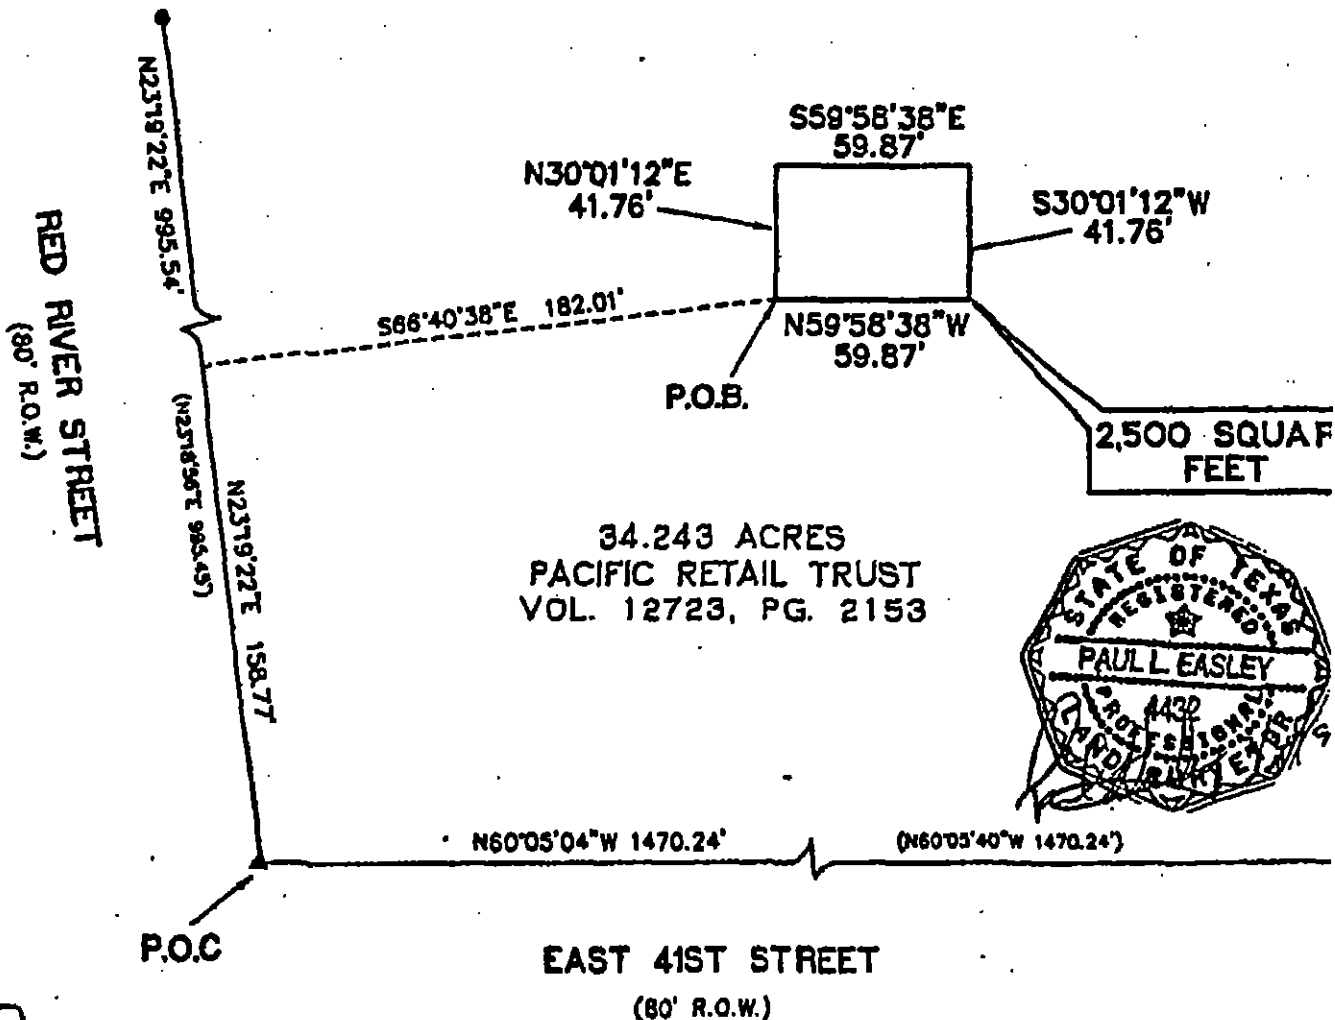 S59°58'38"E
59.87'
N30°01'12"E
41.76'
S30°01'12"W
41.76'
N23°19'22"E 995.54'
RED RIVER STREET
(80' R.O.W.)
S66°40'38"E 182.01'
N59°58'38"W
59.87'
P.O.B.
2,500 SQUAR
FEET
(N23°18'56"E 995.45')
N23°19'22"E 158.77'
34.243 ACRES
PACIFIC RETAIL TRUST
VOL. 12723, PG. 2153
STATE OF TEXAS
REGISTERED
PAUL L. EASLEY
4432
PROFESSIONAL
LAND SURVEYOR
N60°05'04"W 1470.24'
(N60°05'40"W 1470.24')
P.O.C
EAST 41ST STREET
(80' R.O.W.)